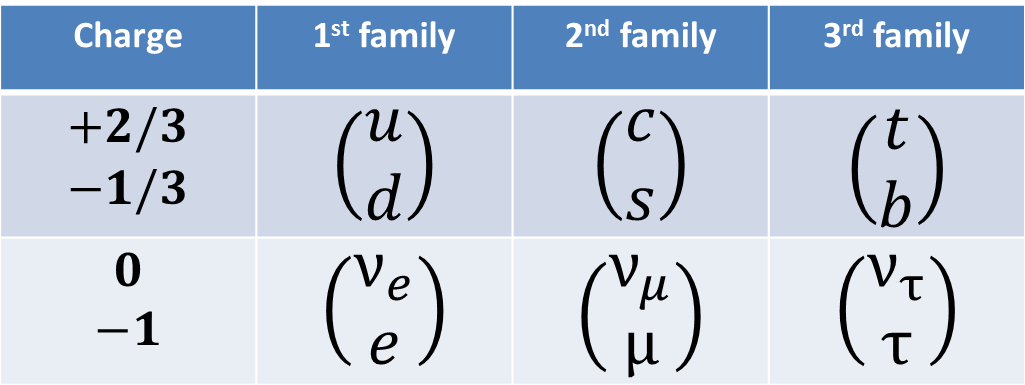 Charge 1st family 2nd family 3rd family
+2/3 u c t
−1/3 d s b
0 νe νμ ντ
−1 e μ τ